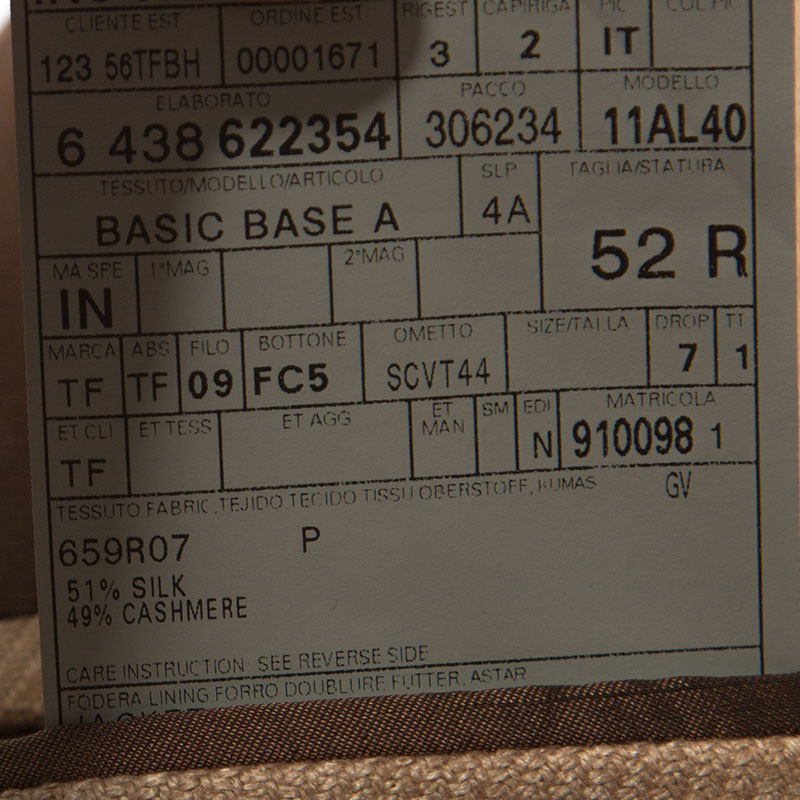 CLIENTE EST ORDINE EST RIGEST CAPIRIGA PIC COL PIC
123 56TFBH 00001671 3 2 IT
ELABORATO PACCO MODELLO
6 438 622354 306234 11AL40
TESSUTO/MODELLO/ARTICOLO SLP TAGLIA/STATURA
BASIC BASE A 4A 52 R
MA SPE 1°MAG 2°MAG
IN
MARCA ABS FILO BOTTONE OMETTO SIZE/TALLA DROP TT
TF TF 09 FC5 SCVT44 7 1
ET CLI ET TESS ET AGG ET MAN SM EDI MATRICOLA
TF N 910098 1
TESSUTO FABRIC,TEJIDO TECIDO TISSU OBERSTOFF, KUMAS GV
659R07 P
51% SILK
49% CASHMERE
CARE INSTRUCTION SEE REVERSE SIDE
FODERA LINING FORRO DOUBLURE FUTTER, ASTAR